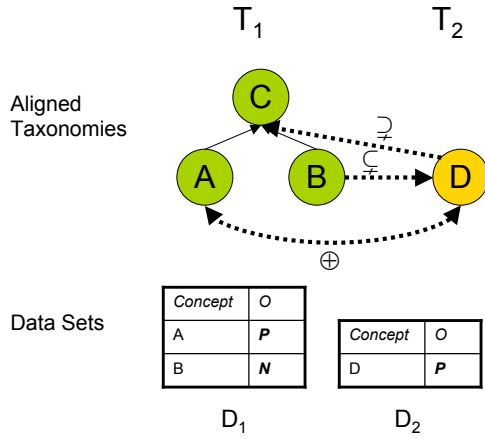 T1 T2
Aligned
Taxonomies
C
⊋
⊊
A B D
⊕
Data Sets
Concept O
A P
B N
Concept O
D P
D1 D2